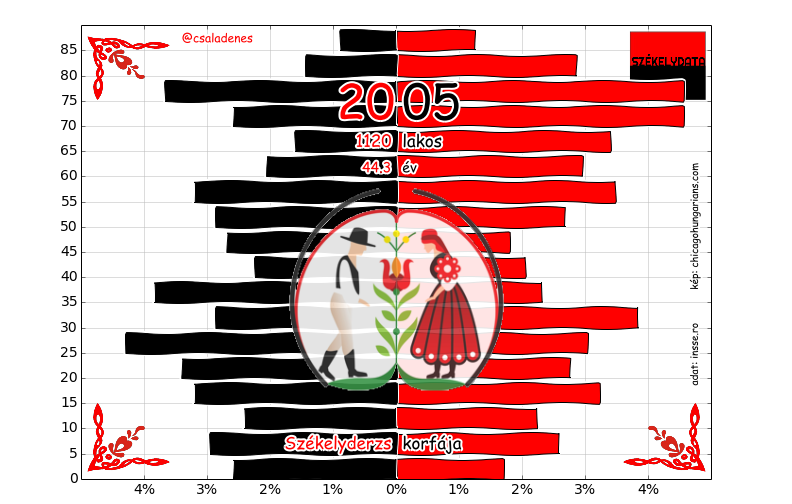 @csaladenes
SZÉKELYDATA
2005
1120 lakos
44.3 év
kép: chicagohungarians.com
adat: insse.ro
Székelyderzs korfája
85
80
75
70
65
60
55
50
45
40
35
30
25
20
15
10
5
0
4% 3% 2% 1% 0% 1% 2% 3% 4%